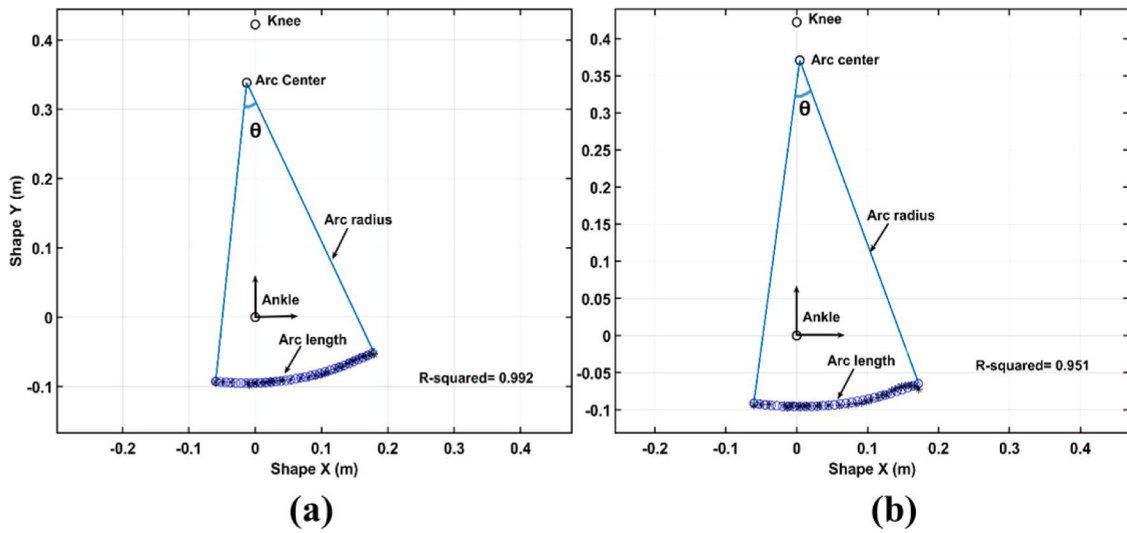 Knee
Arc Center
θ
Arc radius
Ankle
Arc length
R-squared= 0.992
0.4
0.3
0.2
0.1
0
-0.1
Shape Y (m)
-0.2
-0.1
0
0.1
0.2
0.3
0.4
Shape X (m)
(a)
Knee
Arc center
θ
Arc radius
Ankle
Arc length
R-squared= 0.951
0.4
0.35
0.3
0.25
0.2
0.15
0.1
0.05
0
-0.05
-0.1
-0.2
-0.1
0
0.1
0.2
0.3
0.4
Shape X (m)
(b)